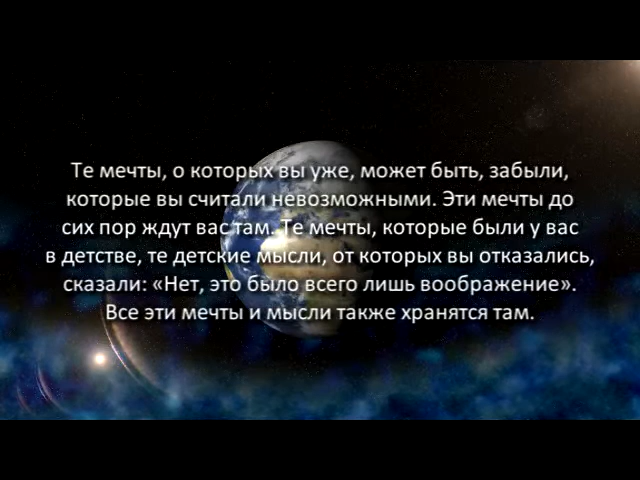 Те мечты, о которых вы уже, может быть, забыли,
которые вы считали невозможными. Эти мечты до
сих пор ждут вас там. Те мечты, которые были у вас
в детстве, те детские мысли, от которых вы отказались,
сказали: «Нет, это было всего лишь воображение».
Все эти мечты и мысли также хранятся там.